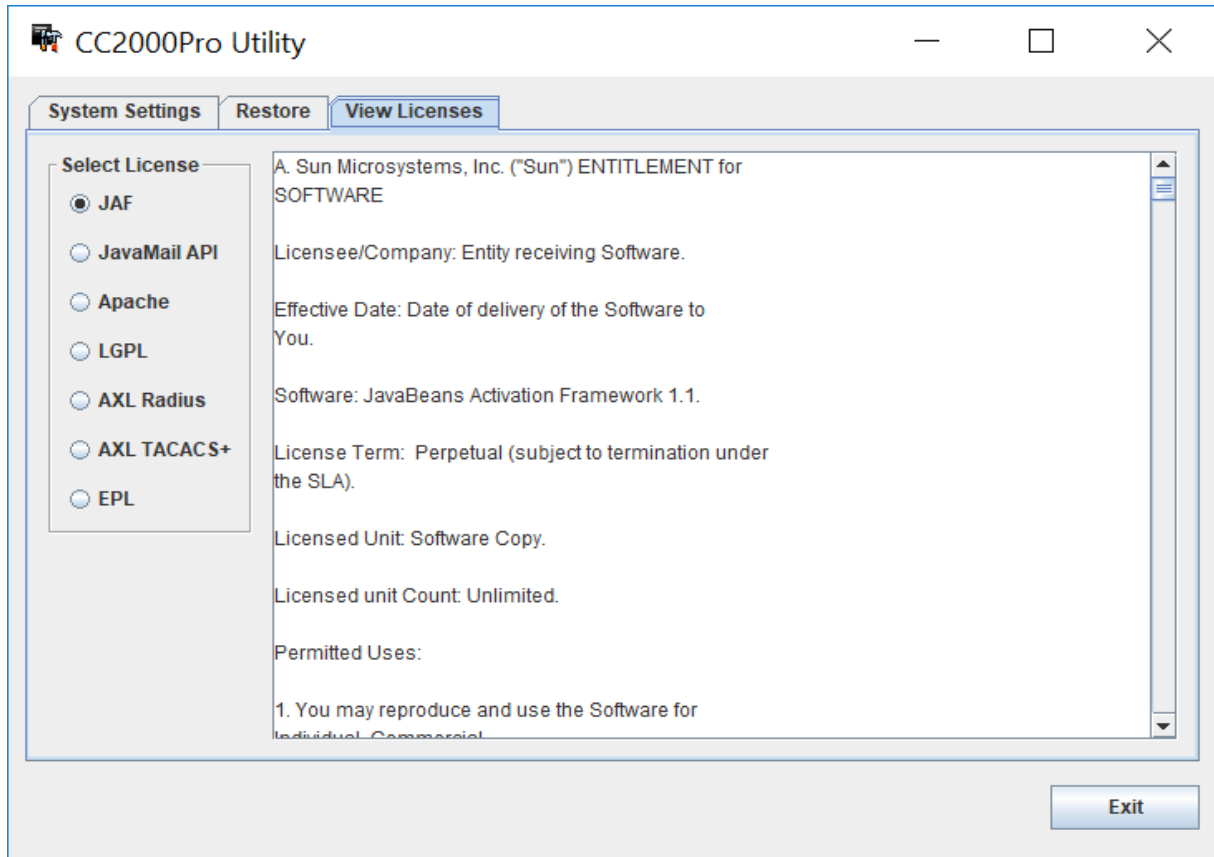 CC2000Pro Utility
System Settings
Restore
View Licenses
Select License
JAF
JavaMail API
Apache
LGPL
AXL Radius
AXL TACACS+
EPL
A. Sun Microsystems, Inc. ("Sun") ENTITLEMENT for
SOFTWARE
Licensee/Company: Entity receiving Software.
Effective Date: Date of delivery of the Software to
You.
Software: JavaBeans Activation Framework 1.1.
License Term:  Perpetual (subject to termination under
the SLA).
Licensed Unit: Software Copy.
Licensed unit Count: Unlimited.
Permitted Uses:
1. You may reproduce and use the Software for
Individual, Commercial,
Exit